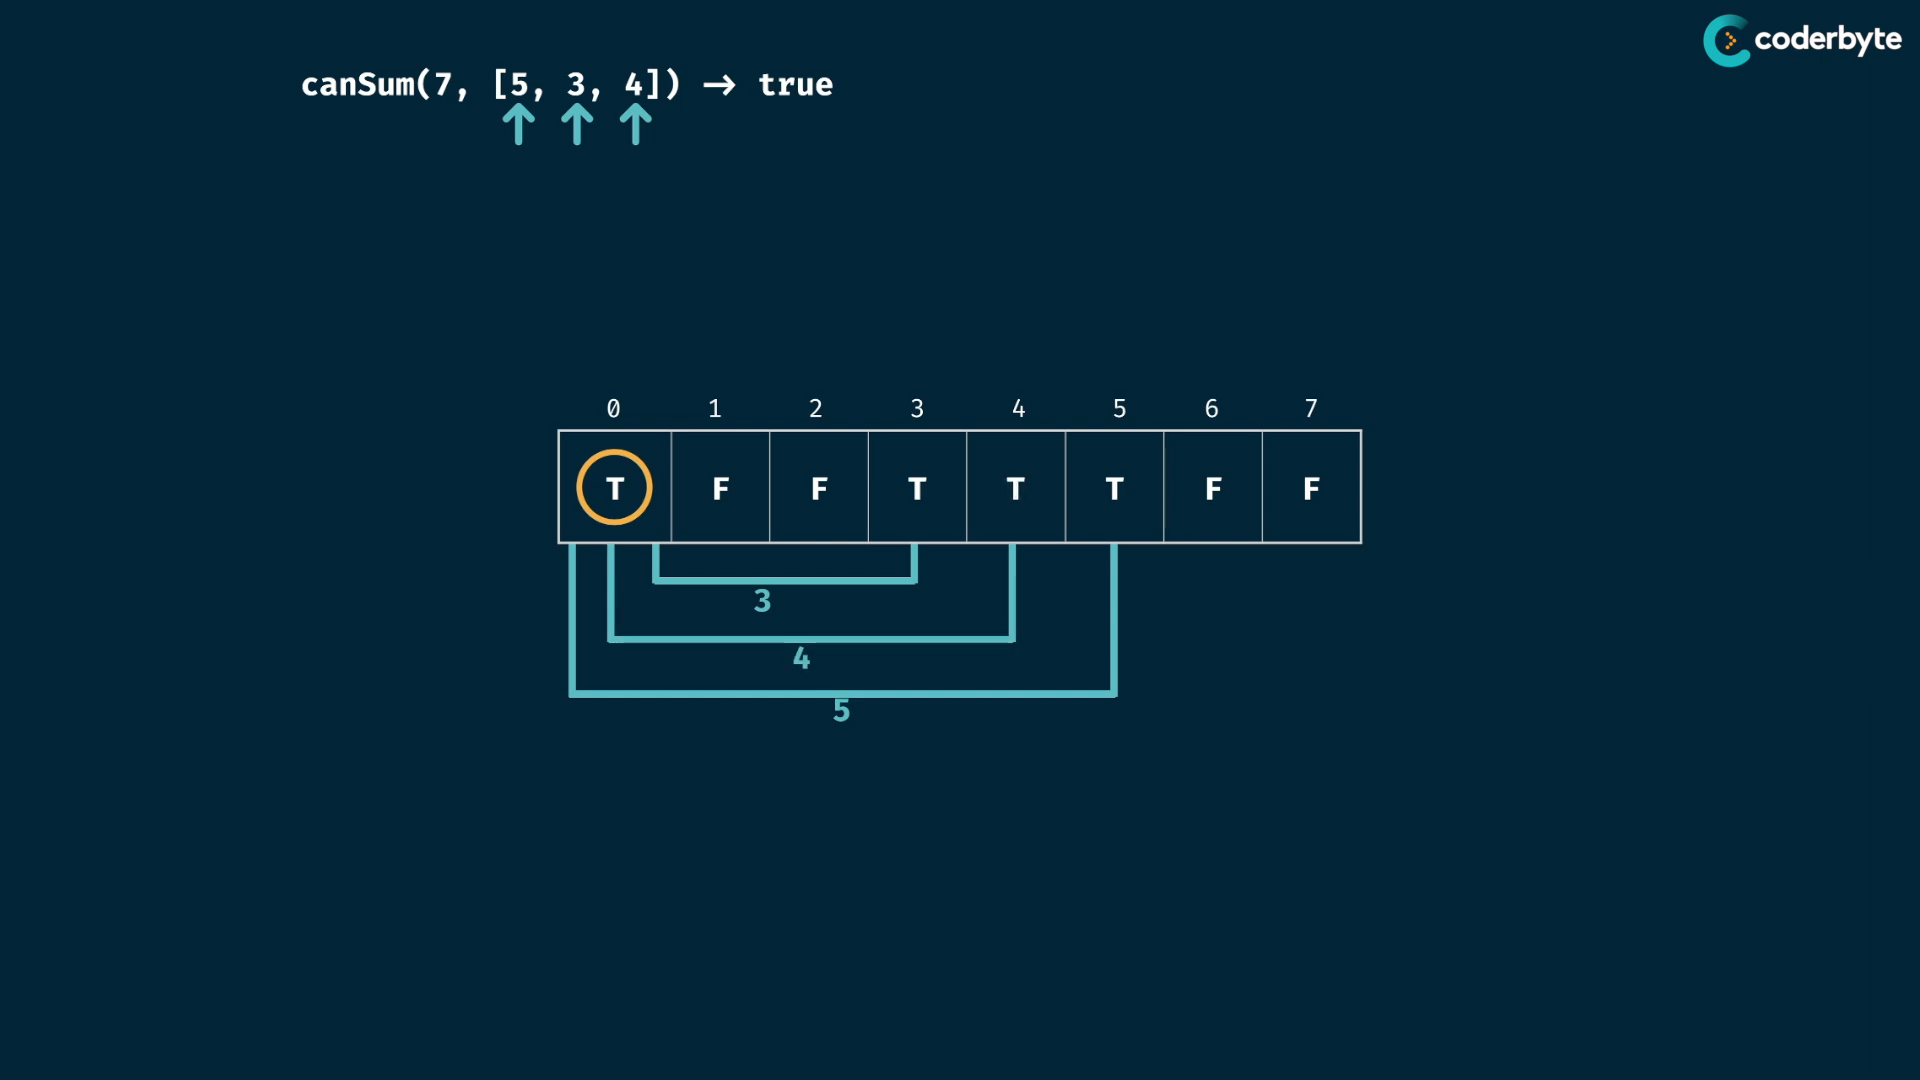 coderbyte
canSum(7, [5, 3, 4]) → true
0 1 2 3 4 5 6 7
T F F T T T F F
3
4
5